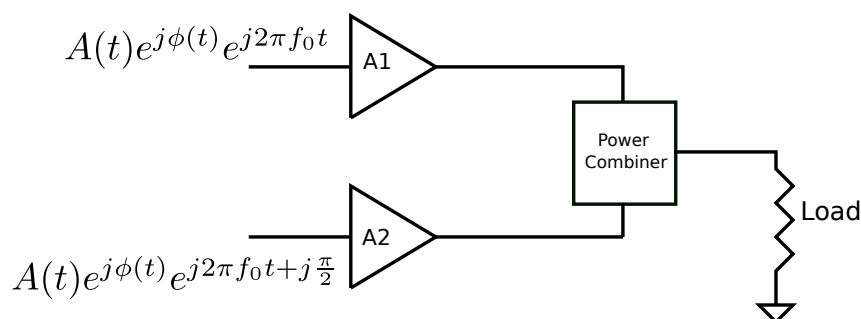 A(t)e^{jϕ(t)}e^{j2πf_0t}
A1
Power
Combiner
Load
A2
A(t)e^{jϕ(t)}e^{j2πf_0t+j\frac{π}{2}}